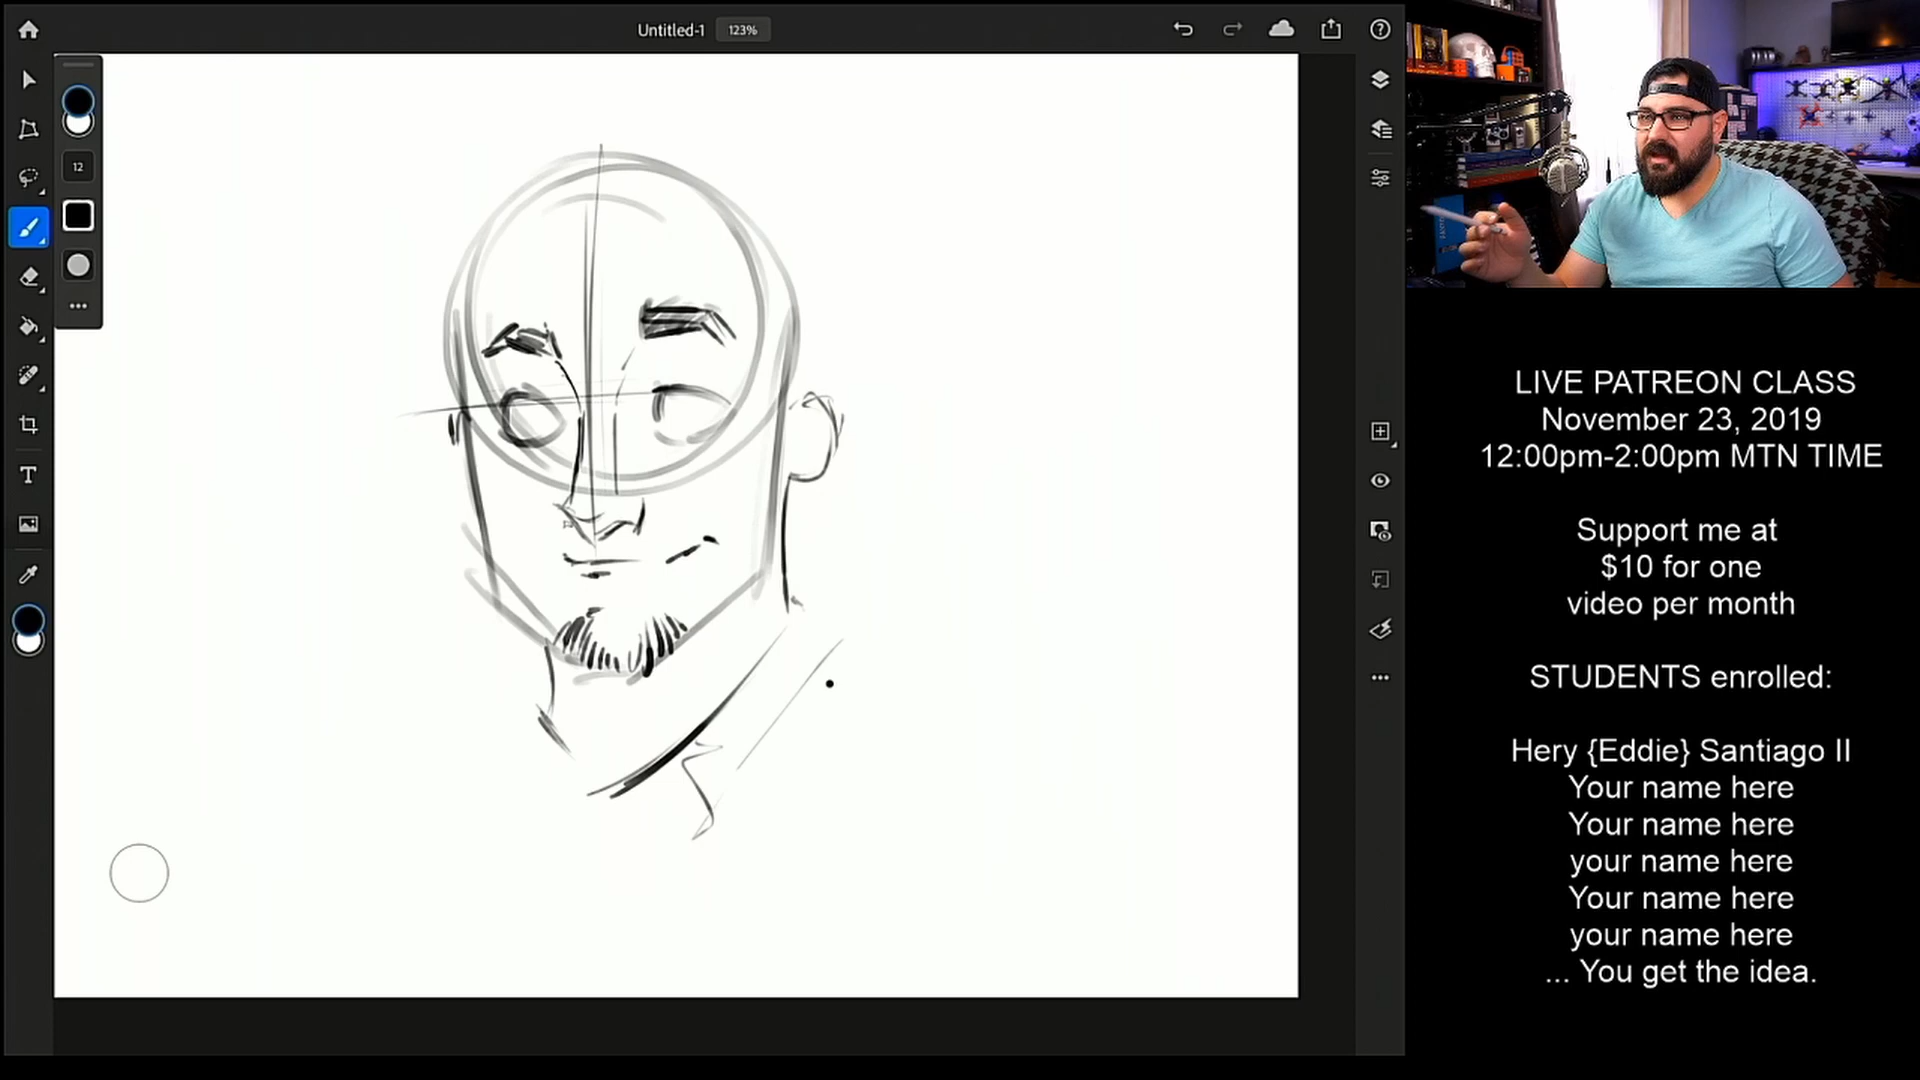 Untitled-1 123%
12
LIVE PATREON CLASS
November 23, 2019
12:00pm-2:00pm MTN TIME
Support me at
$10 for one
video per month
STUDENTS enrolled:
Hery {Eddie} Santiago II
Your name here
Your name here
your name here
Your name here
your name here
... You get the idea.